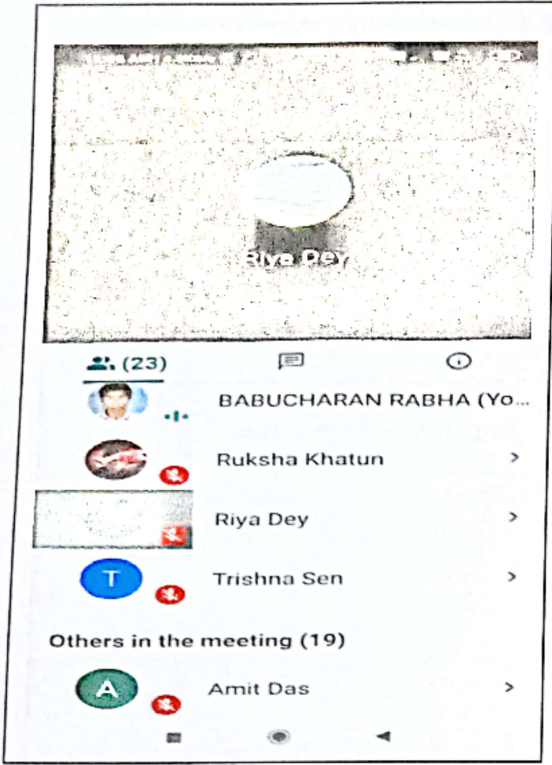 Riya Dey
(23)
BABUCHARAN RABHA (Yo...
Ruksha Khatun
Riya Dey
T
Trishna Sen
Others in the meeting (19)
A
Amit Das